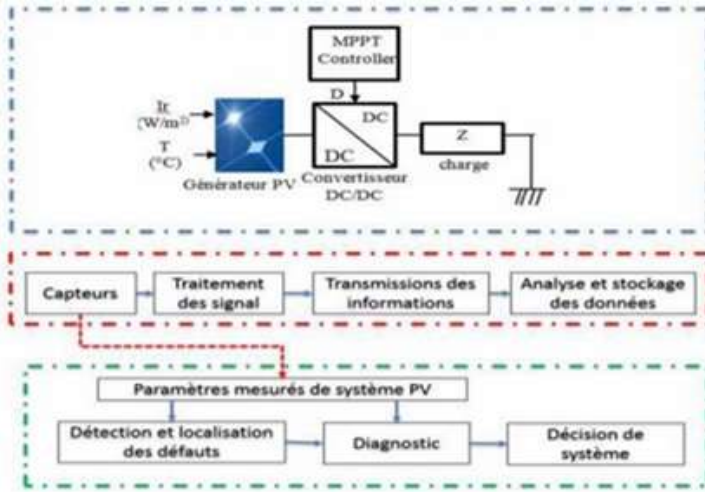 MPPT
Controller
D
Ir
(W/m²)
T
(°C)
DC
DC
Z
charge
Générateur PV
Convertisseur
DC/DC
Capteurs
Traitement
des signal
Transmissions des
informations
Analyse et stockage
des données
Paramètres mesurés de système PV
Détection et localisation
des défauts
Diagnostic
Décision de
système